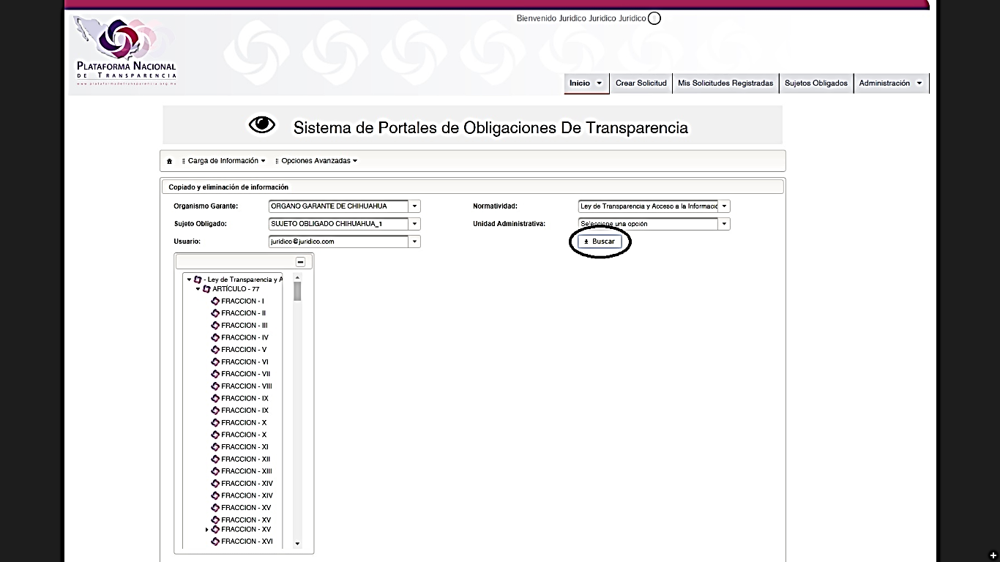 Bienvenido Juridico Juridico Juridico
PLATAFORMA NACIONAL
DE TRANSPARENCIA
www.plataformadetransparencia.org.mx
Inicio Crear Solicitud Mis Solicitudes Registradas Sujetos Obligados Administración
Sistema de Portales de Obligaciones De Transparencia
Carga de Información Opciones Avanzadas
Copiado y eliminación de información
Organismo Garante: ORGANO GARANTE DE CHIHUAHUA Normatividad: Ley de Transparencia y Acceso a la Informació
Sujeto Obligado: SUJETO OBLIGADO CHIHUAHUA_1 Unidad Administrativa: Seleccione una opción
Usuario: juridico@juridico.com Buscar
- Ley de Transparencia y A
ARTÍCULO - 77
FRACCION - I
FRACCION - II
FRACCION - III
FRACCION - IV
FRACCION - V
FRACCION - VI
FRACCION - VII
FRACCION - VIII
FRACCION - IX
FRACCION - IX
FRACCION - X
FRACCION - X
FRACCION - XI
FRACCION - XII
FRACCION - XIII
FRACCION - XIV
FRACCION - XIV
FRACCION - XV
FRACCION - XV
FRACCION - XV
FRACCION - XVI